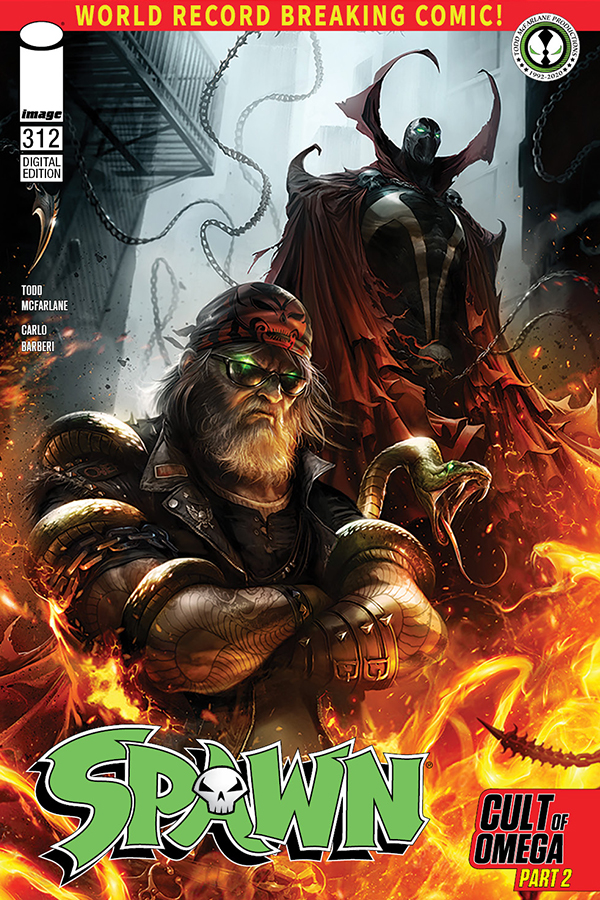 WORLD RECORD BREAKING COMIC!
TODD MCFARLANE PRODUCTIONS
1992-2020
image
312
DIGITAL
EDITION
TODD
MCFARLANE
CARLO
BARBERI
SPAWN
CULT OF
OMEGA
PART 2